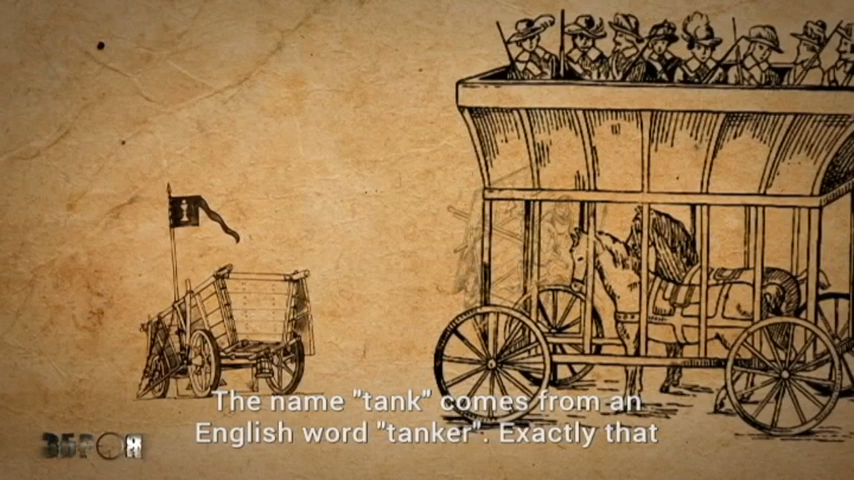 The name "tank" comes from an
English word "tanker". Exactly that
ЗБРОЯ